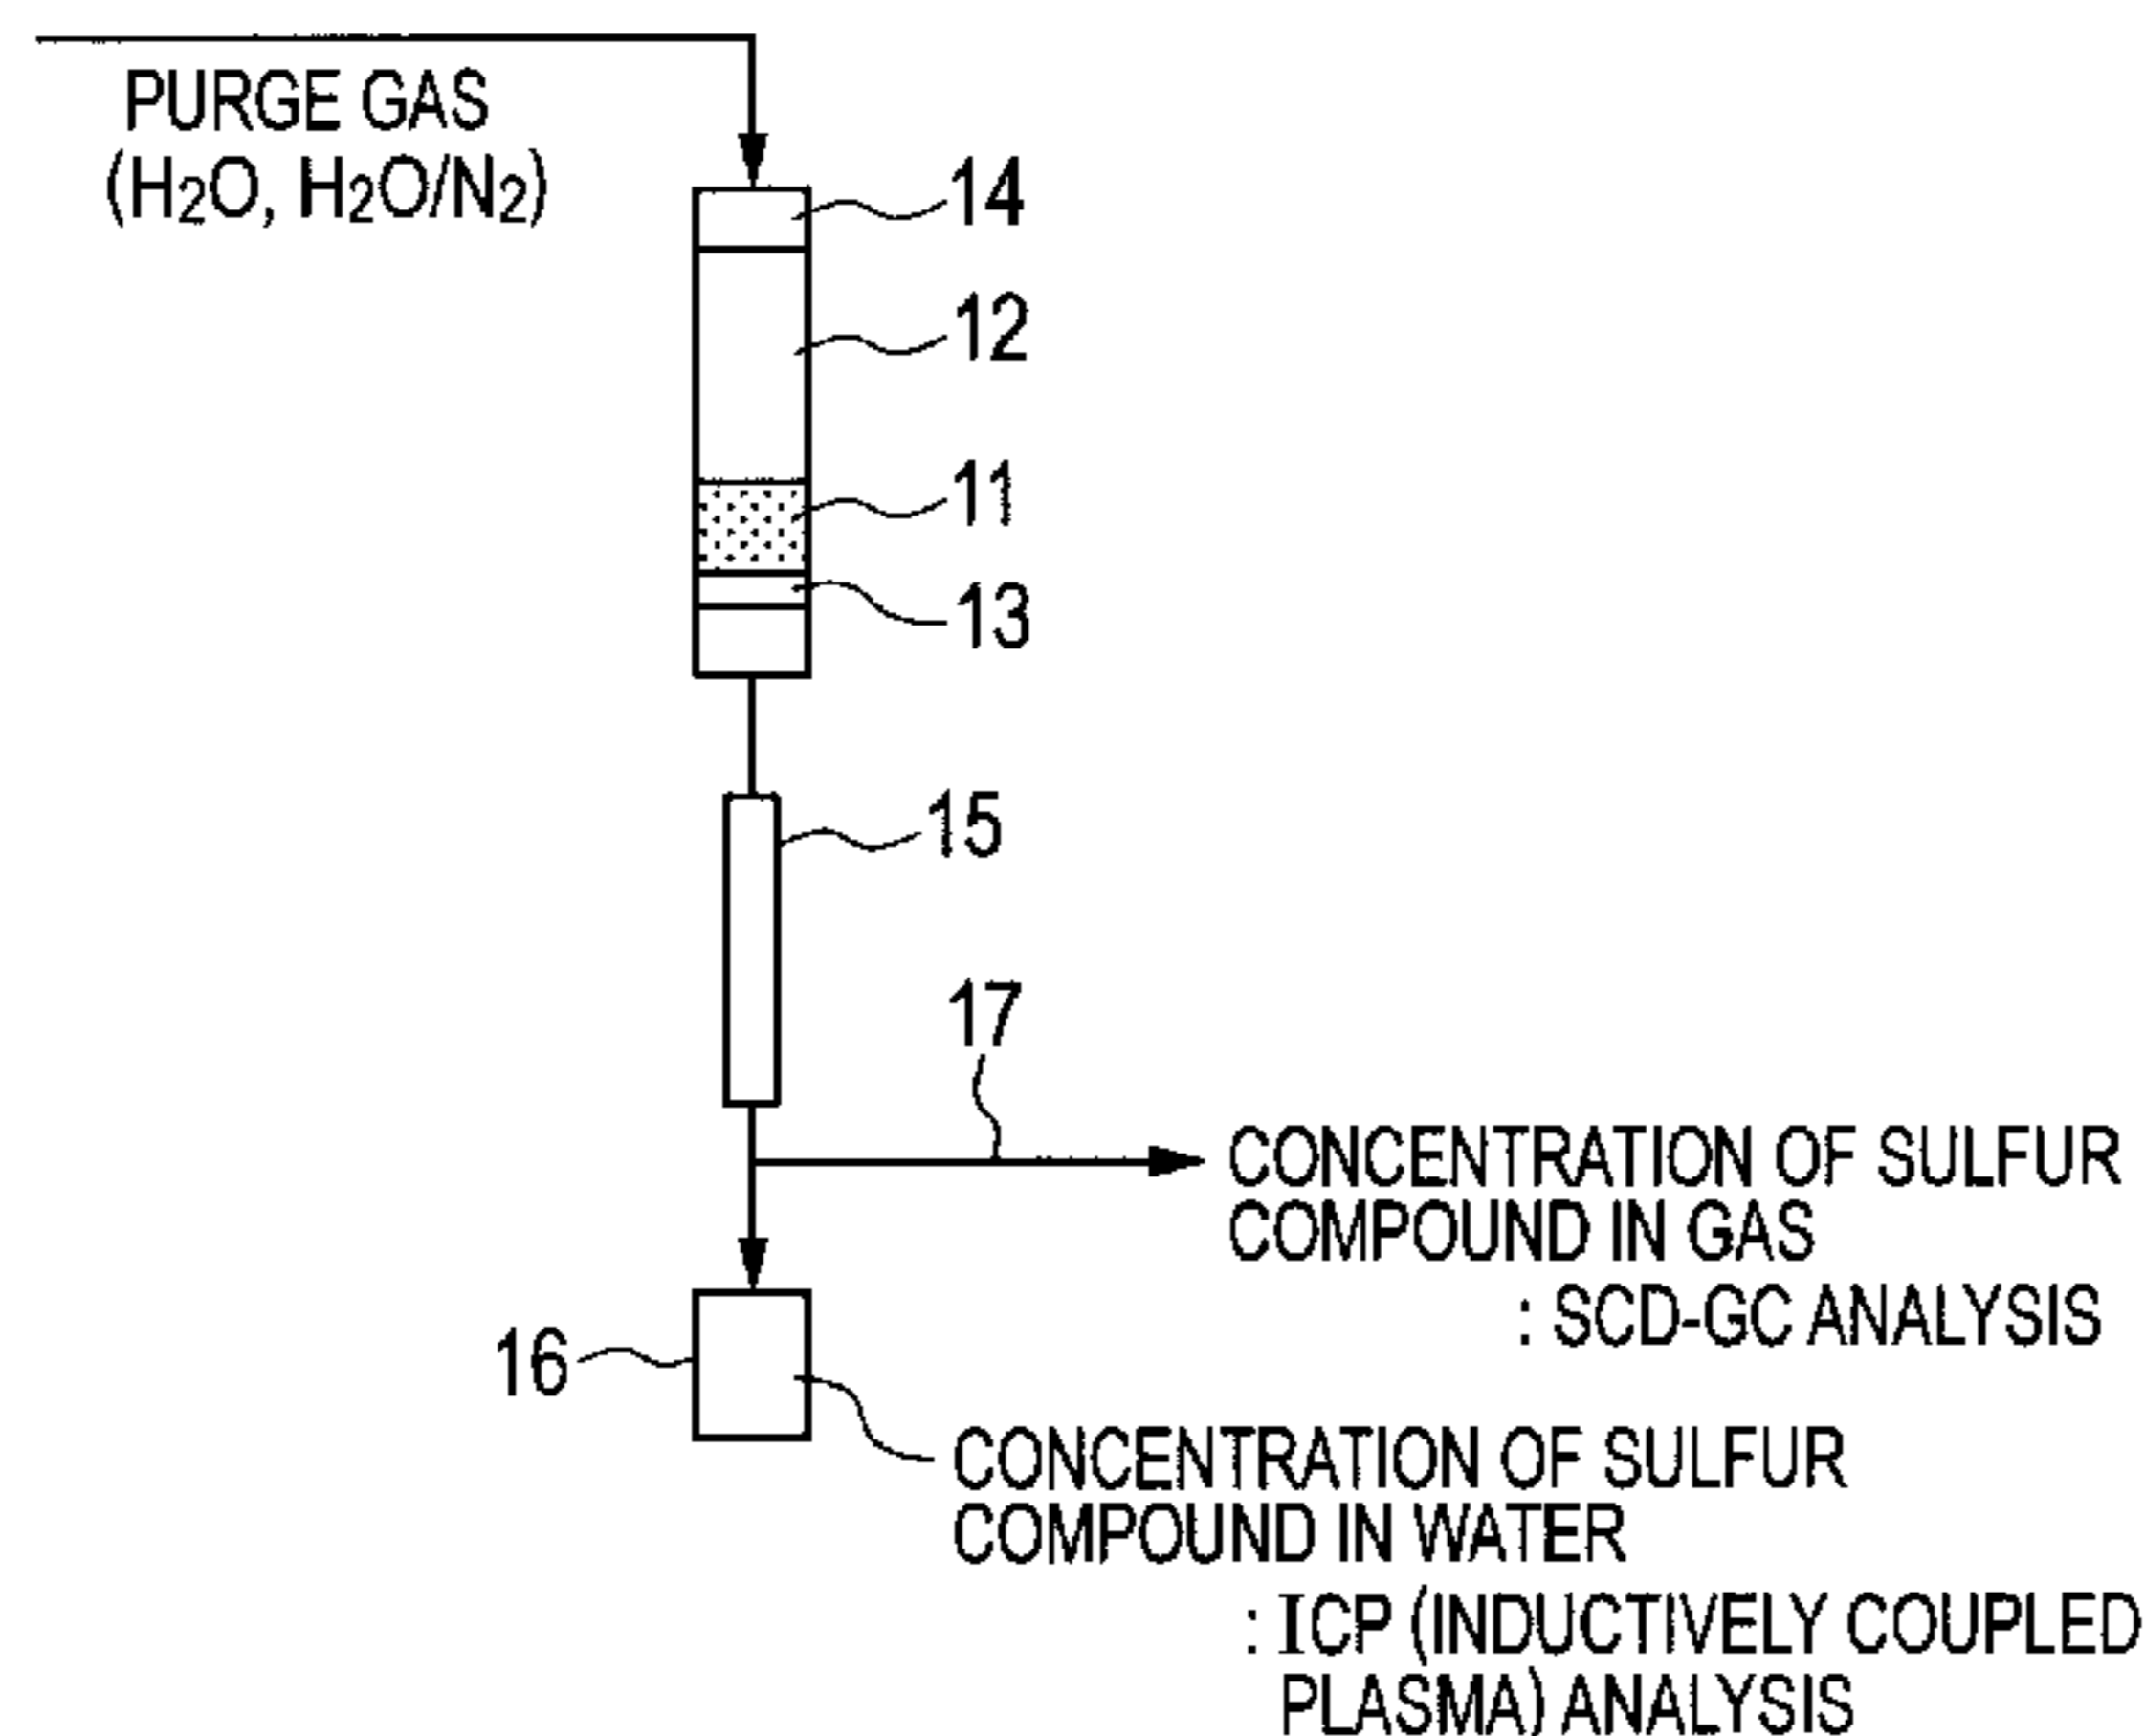 PURGE GAS
(H₂O, H₂O/N₂)
14
12
11
13
15
17
CONCENTRATION OF SULFUR
COMPOUND IN GAS
: SCD-GC ANALYSIS
16
CONCENTRATION OF SULFUR
COMPOUND IN WATER
: ICP (INDUCTIVELY COUPLED
PLASMA) ANALYSIS